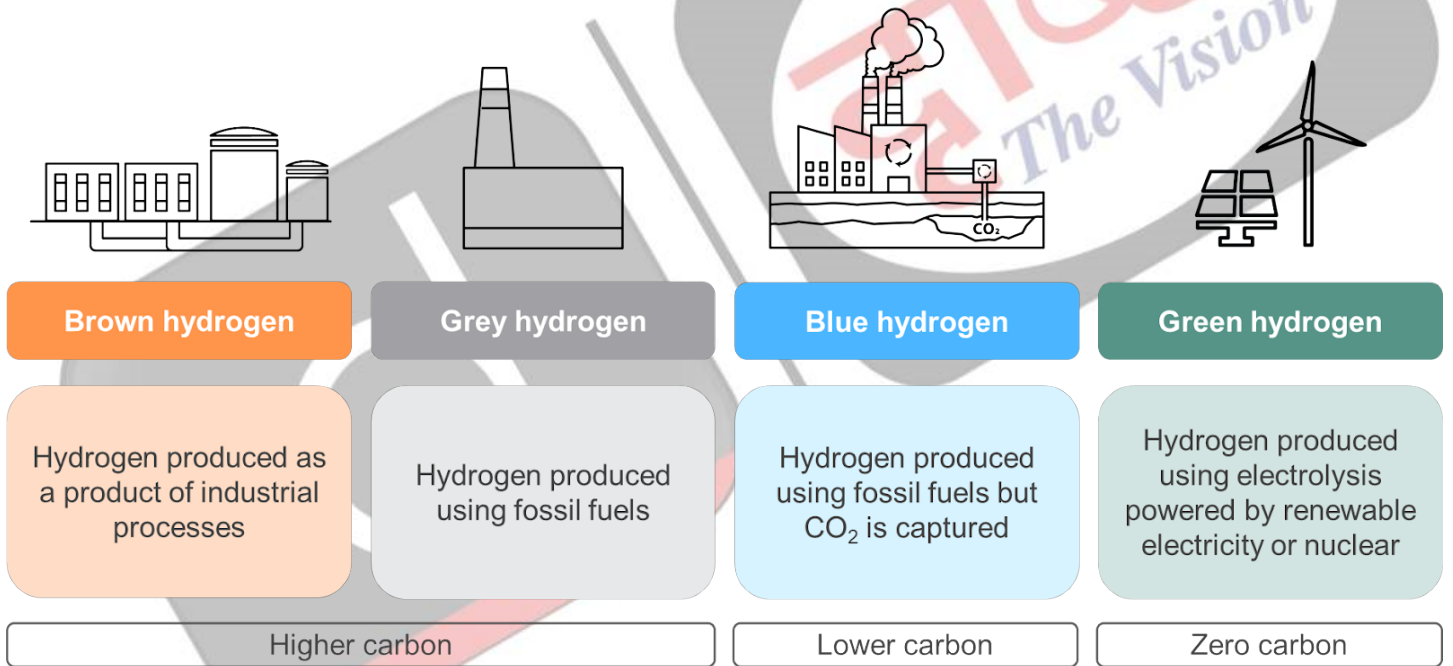 The Vision
CO₂
Brown hydrogen
Grey hydrogen
Blue hydrogen
Green hydrogen
Hydrogen produced as
a product of industrial
processes
Hydrogen produced
using fossil fuels
Hydrogen produced
using fossil fuels but
CO₂ is captured
Hydrogen produced
using electrolysis
powered by renewable
electricity or nuclear
Higher carbon
Lower carbon
Zero carbon